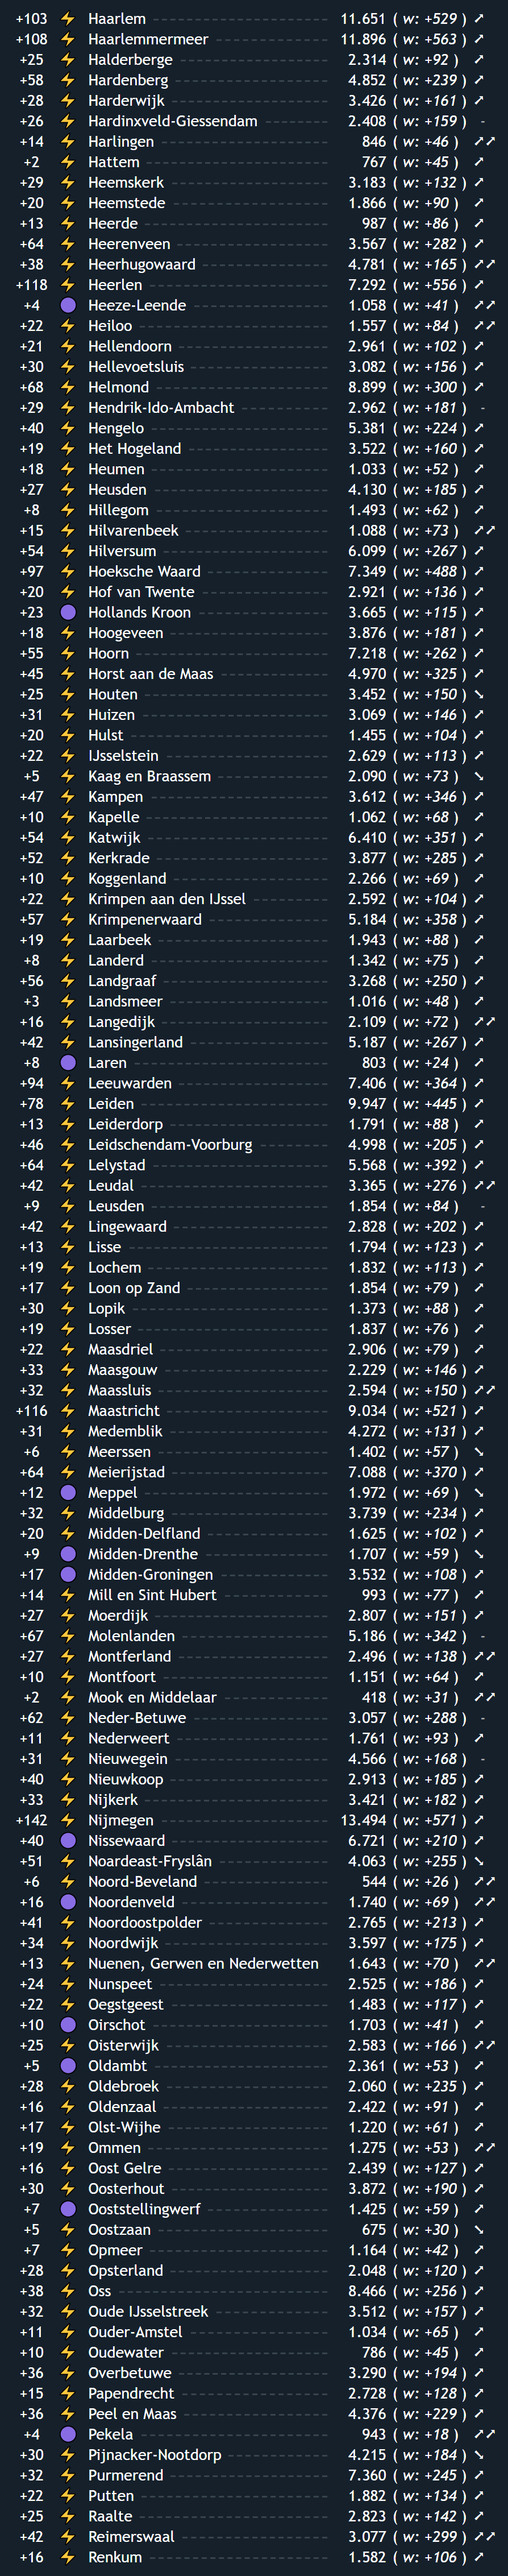 +103 ⚡ Haarlem 11.651 ( w: +529 ) ↗
+108 ⚡ Haarlemmermeer 11.896 ( w: +563 ) ↗
+25 ⚡ Halderberge 2.314 ( w: +92 ) ↗
+58 ⚡ Hardenberg 4.852 ( w: +239 ) ↗
+28 ⚡ Harderwijk 3.426 ( w: +161 ) ↗
+26 ⚡ Hardinxveld-Giessendam 2.408 ( w: +159 ) -
+14 ⚡ Harlingen 846 ( w: +46 ) ↗↗
+2 ⚡ Hattem 767 ( w: +45 ) ↗
+29 ⚡ Heemskerk 3.183 ( w: +132 ) ↗
+20 ⚡ Heemstede 1.866 ( w: +90 ) ↗
+13 ⚡ Heerde 987 ( w: +86 ) ↗
+64 ⚡ Heerenveen 3.567 ( w: +282 ) ↗
+38 ⚡ Heerhugowaard 4.781 ( w: +165 ) ↗↗
+118 ⚡ Heerlen 7.292 ( w: +556 ) ↗
+4 🟣 Heeze-Leende 1.058 ( w: +41 ) ↗↗
+22 ⚡ Heiloo 1.557 ( w: +84 ) ↗↗
+21 ⚡ Hellendoorn 2.961 ( w: +102 ) ↗
+30 ⚡ Hellevoetsluis 3.082 ( w: +156 ) ↗
+68 ⚡ Helmond 8.899 ( w: +300 ) ↗
+29 ⚡ Hendrik-Ido-Ambacht 2.962 ( w: +181 ) -
+40 ⚡ Hengelo 5.381 ( w: +224 ) ↗
+19 ⚡ Het Hogeland 3.522 ( w: +160 ) ↗
+18 ⚡ Heumen 1.033 ( w: +52 ) ↗
+27 ⚡ Heusden 4.130 ( w: +185 ) ↗
+8 ⚡ Hillegom 1.493 ( w: +62 ) ↗
+15 ⚡ Hilvarenbeek 1.088 ( w: +73 ) ↗↗
+54 ⚡ Hilversum 6.099 ( w: +267 ) ↗
+97 ⚡ Hoeksche Waard 7.349 ( w: +488 ) ↗
+20 ⚡ Hof van Twente 2.921 ( w: +136 ) ↗
+23 🟣 Hollands Kroon 3.665 ( w: +115 ) ↗
+18 ⚡ Hoogeveen 3.876 ( w: +181 ) ↗
+55 ⚡ Hoorn 7.218 ( w: +262 ) ↗
+45 ⚡ Horst aan de Maas 4.970 ( w: +325 ) ↗
+25 ⚡ Houten 3.452 ( w: +150 ) ↘
+31 ⚡ Huizen 3.069 ( w: +146 ) ↗
+20 ⚡ Hulst 1.455 ( w: +104 ) ↗
+22 ⚡ IJsselstein 2.629 ( w: +113 ) ↗
+5 ⚡ Kaag en Braassem 2.090 ( w: +73 ) ↘
+47 ⚡ Kampen 3.612 ( w: +346 ) ↗
+10 ⚡ Kapelle 1.062 ( w: +68 ) ↗
+54 ⚡ Katwijk 6.410 ( w: +351 ) ↗
+52 ⚡ Kerkrade 3.877 ( w: +285 ) ↗
+10 ⚡ Koggenland 2.266 ( w: +69 ) ↗
+22 ⚡ Krimpen aan den IJssel 2.592 ( w: +104 ) ↗
+57 ⚡ Krimpenerwaard 5.184 ( w: +358 ) ↗
+19 ⚡ Laarbeek 1.943 ( w: +88 ) ↗
+8 ⚡ Landerd 1.342 ( w: +75 ) ↗
+56 ⚡ Landgraaf 3.268 ( w: +250 ) ↗
+3 ⚡ Landsmeer 1.016 ( w: +48 ) ↗
+16 ⚡ Langedijk 2.109 ( w: +72 ) ↗↗
+42 ⚡ Lansingerland 5.187 ( w: +267 ) ↗
+8 🟣 Laren 803 ( w: +24 ) ↗
+94 ⚡ Leeuwarden 7.406 ( w: +364 ) ↗
+78 ⚡ Leiden 9.947 ( w: +445 ) ↗
+13 ⚡ Leiderdorp 1.791 ( w: +88 ) ↗
+46 ⚡ Leidschendam-Voorburg 4.998 ( w: +205 ) ↗
+64 ⚡ Lelystad 5.568 ( w: +392 ) ↗
+42 ⚡ Leudal 3.365 ( w: +276 ) ↗↗
+9 ⚡ Leusden 1.854 ( w: +84 ) -
+42 ⚡ Lingewaard 2.828 ( w: +202 ) ↗
+13 ⚡ Lisse 1.794 ( w: +123 ) ↗
+19 ⚡ Lochem 1.832 ( w: +113 ) ↗
+17 ⚡ Loon op Zand 1.854 ( w: +79 ) ↗
+30 ⚡ Lopik 1.373 ( w: +88 ) ↗
+19 ⚡ Losser 1.837 ( w: +76 ) ↗
+22 ⚡ Maasdriel 2.906 ( w: +79 ) ↗
+33 ⚡ Maasgouw 2.229 ( w: +146 ) ↗
+32 ⚡ Maassluis 2.594 ( w: +150 ) ↗↗
+116 ⚡ Maastricht 9.034 ( w: +521 ) ↗
+31 ⚡ Medemblik 4.272 ( w: +131 ) ↗
+6 ⚡ Meerssen 1.402 ( w: +57 ) ↘
+64 ⚡ Meierijstad 7.088 ( w: +370 ) ↗
+12 🟣 Meppel 1.972 ( w: +69 ) ↘
+32 ⚡ Middelburg 3.739 ( w: +234 ) ↗
+20 ⚡ Midden-Delfland 1.625 ( w: +102 ) ↗
+9 🟣 Midden-Drenthe 1.707 ( w: +59 ) ↘
+17 🟣 Midden-Groningen 3.532 ( w: +108 ) ↗
+14 ⚡ Mill en Sint Hubert 993 ( w: +77 ) ↗
+27 ⚡ Moerdijk 2.807 ( w: +151 ) ↗
+67 ⚡ Molenlanden 5.186 ( w: +342 ) -
+27 ⚡ Montferland 2.496 ( w: +138 ) ↗↗
+10 ⚡ Montfoort 1.151 ( w: +64 ) ↗
+2 ⚡ Mook en Middelaar 418 ( w: +31 ) ↗↗
+62 ⚡ Neder-Betuwe 3.057 ( w: +288 ) -
+11 ⚡ Nederweert 1.761 ( w: +93 ) ↗
+31 ⚡ Nieuwegein 4.566 ( w: +168 ) -
+40 ⚡ Nieuwkoop 2.913 ( w: +185 ) ↗
+33 ⚡ Nijkerk 3.421 ( w: +182 ) ↗
+142 ⚡ Nijmegen 13.494 ( w: +571 ) ↗
+40 🟣 Nissewaard 6.721 ( w: +210 ) ↗
+51 ⚡ Noardeast-Fryslân 4.063 ( w: +255 ) ↘
+6 ⚡ Noord-Beveland 544 ( w: +26 ) ↗↗
+16 🟣 Noordenveld 1.740 ( w: +69 ) ↗↗
+41 ⚡ Noordoostpolder 2.765 ( w: +213 ) ↗
+34 ⚡ Noordwijk 3.597 ( w: +175 ) ↗
+13 ⚡ Nuenen, Gerwen en Nederwetten 1.643 ( w: +70 ) ↗↗
+24 ⚡ Nunspeet 2.525 ( w: +186 ) ↗
+22 ⚡ Oegstgeest 1.483 ( w: +117 ) ↗
+10 🟣 Oirschot 1.703 ( w: +41 ) ↗
+25 ⚡ Oisterwijk 2.583 ( w: +166 ) ↗↗
+5 🟣 Oldambt 2.361 ( w: +53 ) ↗
+28 ⚡ Oldebroek 2.060 ( w: +235 ) ↗
+16 ⚡ Oldenzaal 2.422 ( w: +91 ) ↗
+17 ⚡ Olst-Wijhe 1.220 ( w: +61 ) ↗
+19 ⚡ Ommen 1.275 ( w: +53 ) ↗↗
+16 ⚡ Oost Gelre 2.439 ( w: +127 ) ↗
+30 ⚡ Oosterhout 3.872 ( w: +190 ) ↗
+7 🟣 Ooststellingwerf 1.425 ( w: +59 ) ↗
+5 ⚡ Oostzaan 675 ( w: +30 ) ↘
+7 ⚡ Opmeer 1.164 ( w: +42 ) ↗
+28 ⚡ Opsterland 2.048 ( w: +120 ) ↗
+38 ⚡ Oss 8.466 ( w: +256 ) ↗
+32 ⚡ Oude IJsselstreek 3.512 ( w: +157 ) ↗
+11 ⚡ Ouder-Amstel 1.034 ( w: +65 ) ↗
+10 ⚡ Oudewater 786 ( w: +45 ) ↗
+36 ⚡ Overbetuwe 3.290 ( w: +194 ) ↗
+15 ⚡ Papendrecht 2.728 ( w: +128 ) ↗
+36 ⚡ Peel en Maas 4.376 ( w: +229 ) ↗
+4 🟣 Pekela 943 ( w: +18 ) ↗↗
+30 ⚡ Pijnacker-Nootdorp 4.215 ( w: +184 ) ↘
+32 ⚡ Purmerend 7.360 ( w: +245 ) ↗
+22 ⚡ Putten 1.882 ( w: +134 ) ↗
+25 ⚡ Raalte 2.823 ( w: +142 ) ↗
+42 ⚡ Reimerswaal 3.077 ( w: +299 ) ↗↗
+16 ⚡ Renkum 1.582 ( w: +106 ) ↗